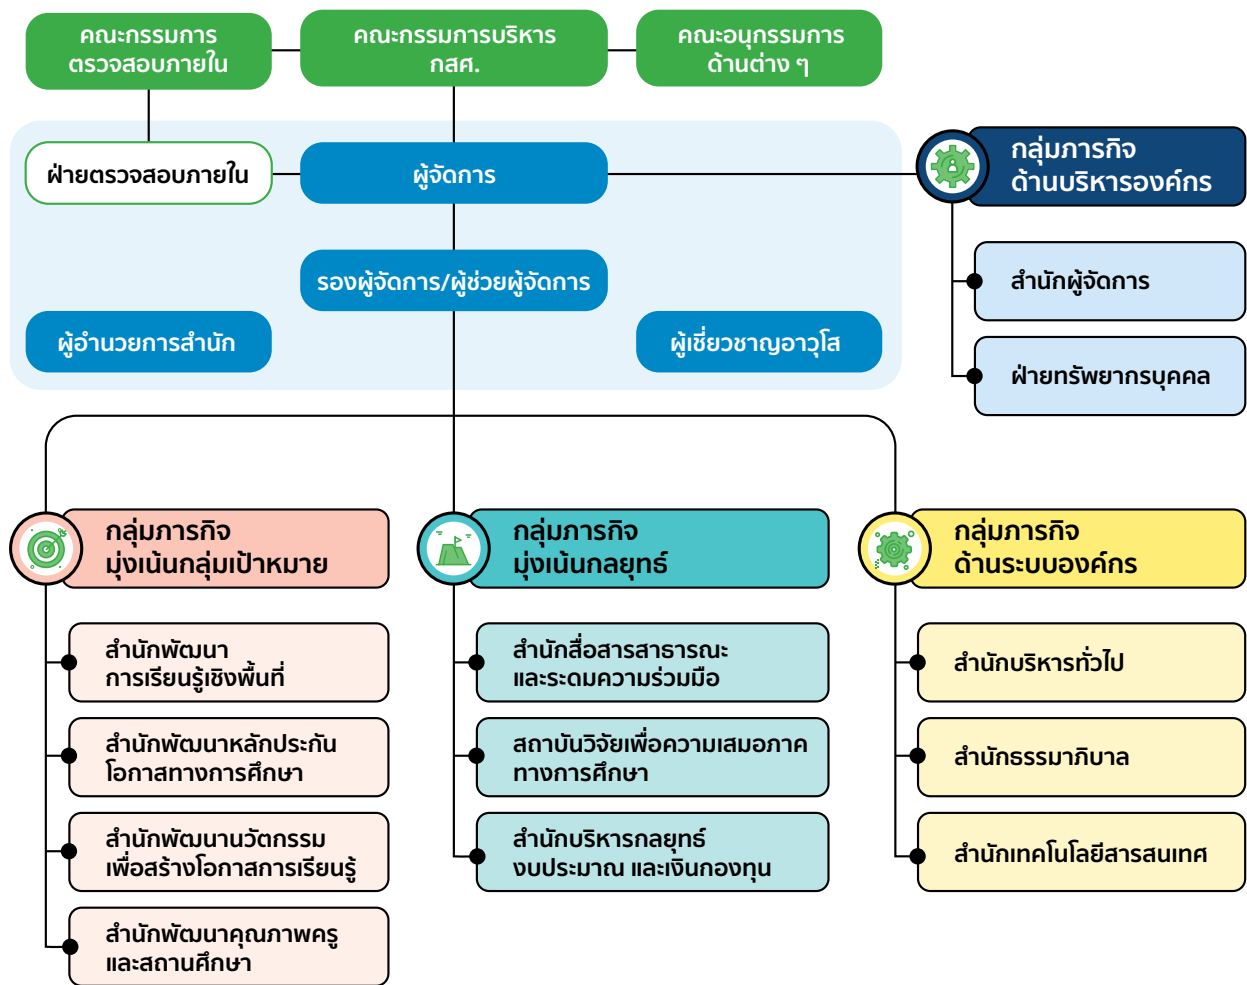 คณะกรรมการ
ตรวจสอบภายใน
คณะกรรมการบริหาร
กสศ.
คณะอนุกรรมการ
ด้านต่าง ๆ
ฝ่ายตรวจสอบภายใน
ผู้จัดการ
กลุ่มภารกิจ
ด้านบริหารองค์กร
รองผู้จัดการ/ผู้ช่วยผู้จัดการ
สำนักผู้จัดการ
ผู้อำนวยการสำนัก
ผู้เชี่ยวชาญอาวุโส
ฝ่ายทรัพยากรบุคคล
กลุ่มภารกิจ
มุ่งเน้นกลุ่มเป้าหมาย
สำนักพัฒนา
การเรียนรู้เชิงพื้นที่
สำนักพัฒนาหลักประกัน
โอกาสทางการศึกษา
สำนักพัฒนานวัตกรรม
เพื่อสร้างโอกาสการเรียนรู้
สำนักพัฒนาคุณภาพครู
และสถานศึกษา
กลุ่มภารกิจ
มุ่งเน้นกลยุทธ์
สำนักสื่อสารสาธารณะ
และระดมความร่วมมือ
สถาบันวิจัยเพื่อความเสมอภาค
ทางการศึกษา
สำนักบริหารกลยุทธ์
งบประมาณ และเงินกองทุน
กลุ่มภารกิจ
ด้านระบบองค์กร
สำนักบริหารทั่วไป
สำนักธรรมาภิบาล
สำนักเทคโนโลยีสารสนเทศ